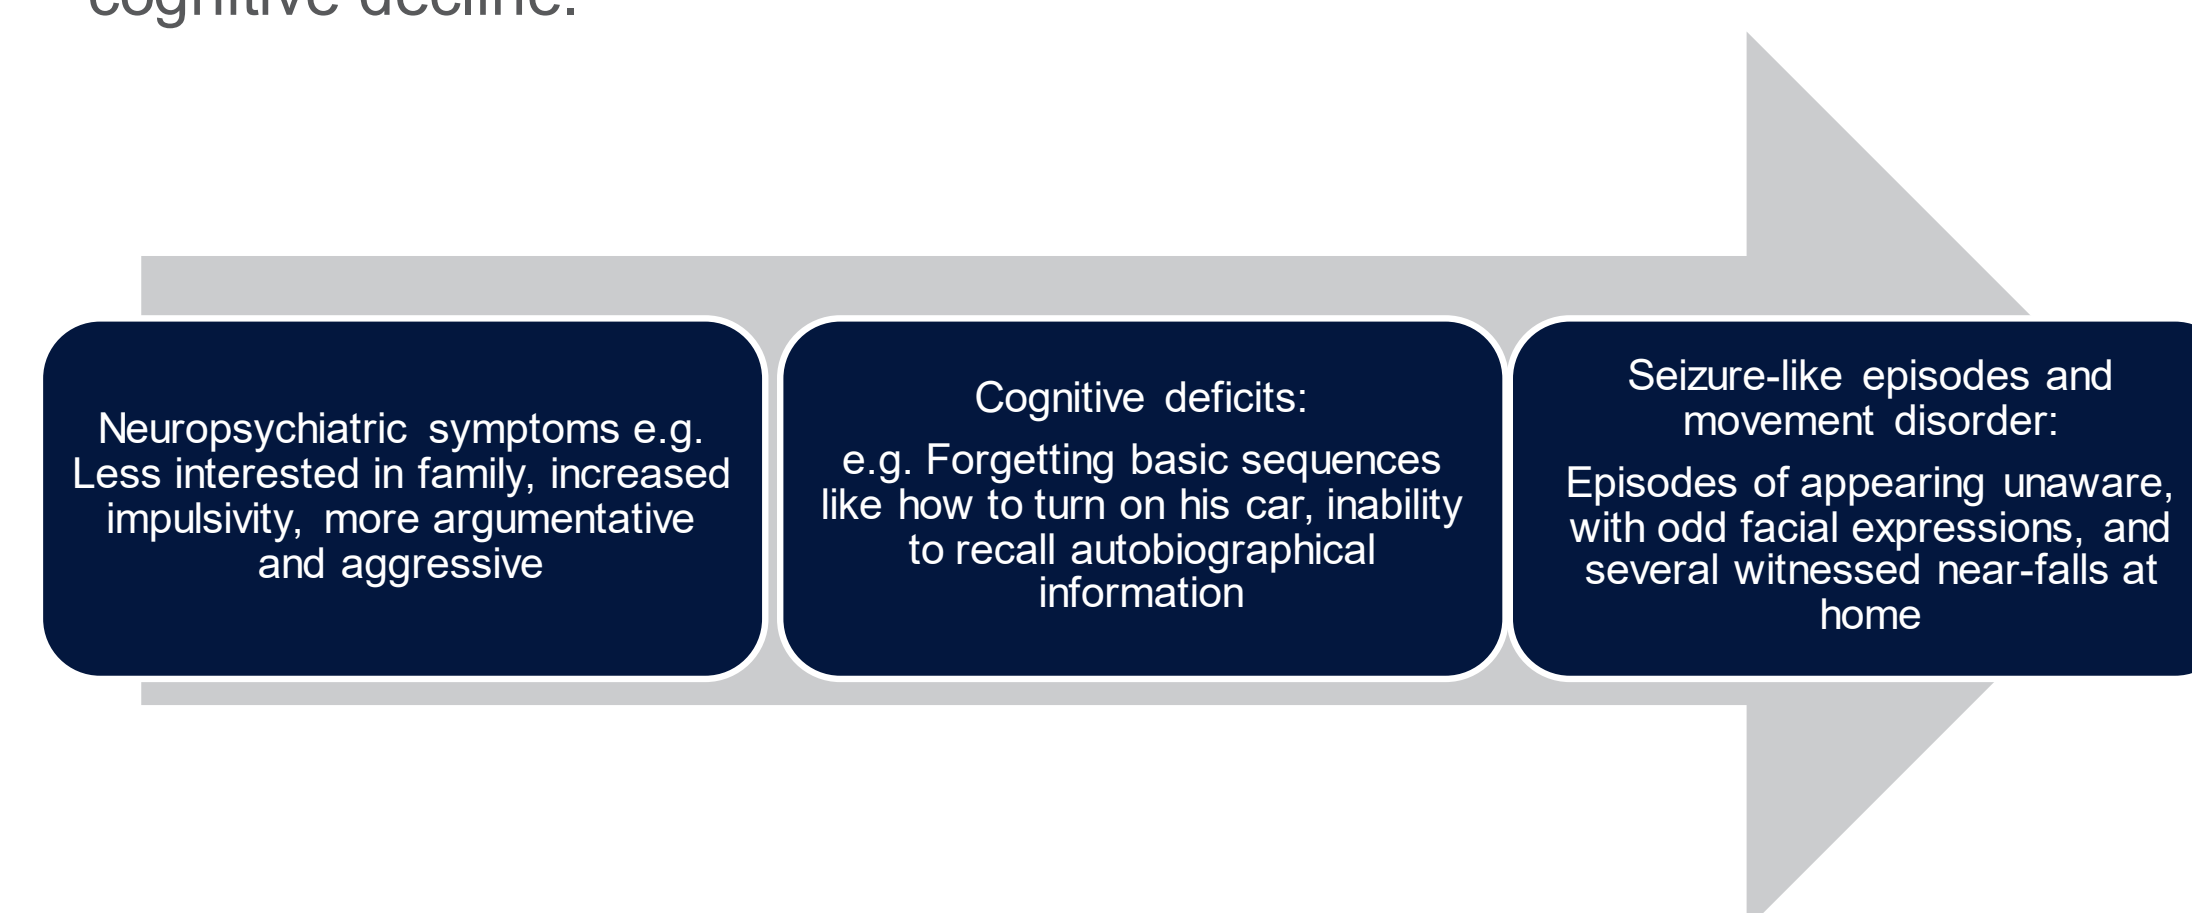 cognitive decline.
Neuropsychiatric symptoms e.g.
Less interested in family, increased
impulsivity, more argumentative
and aggressive
Cognitive deficits:
e.g. Forgetting basic sequences
like how to turn on his car, inability
to recall autobiographical
information
Seizure-like episodes and
movement disorder:
Episodes of appearing unaware,
with odd facial expressions, and
several witnessed near-falls at
home